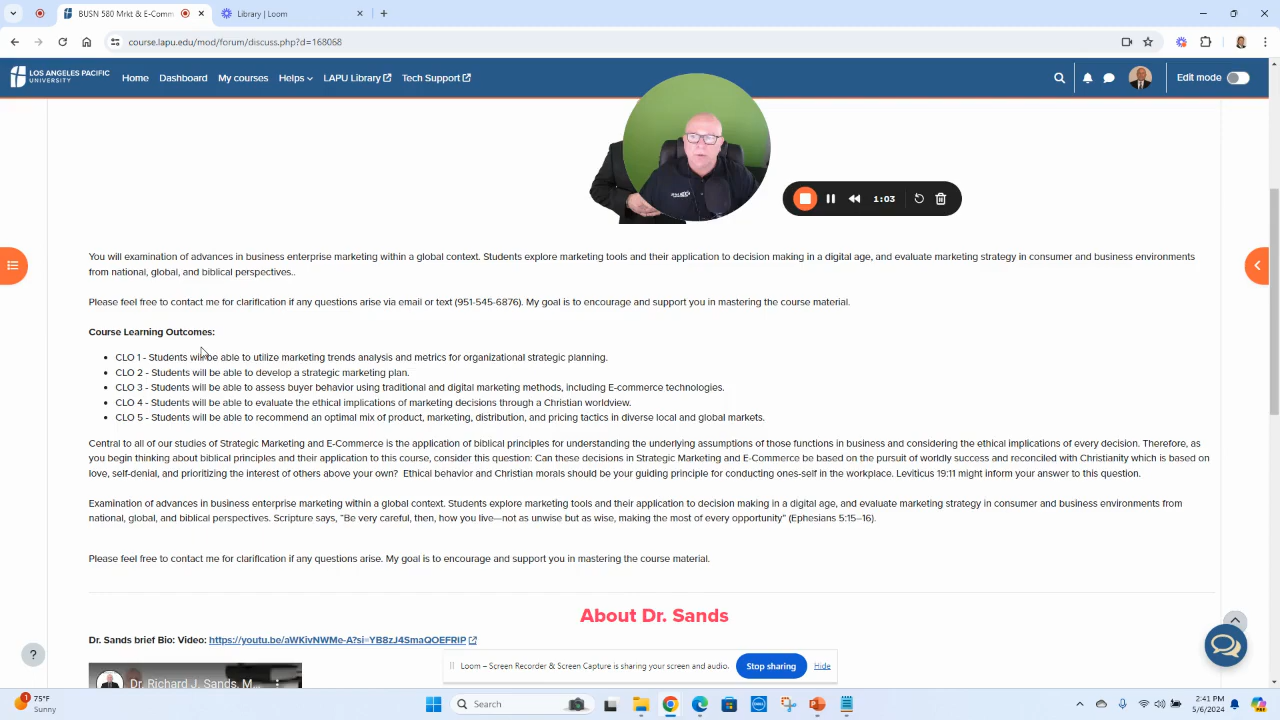 BUSN 580 Mrkt & E-Comm
Library | Loom
course.lapu.edu/mod/forum/discuss.php?d=168068
LOS ANGELES PACIFIC UNIVERSITY
Home
Dashboard
My courses
Helps
LAPU Library
Tech Support
Edit mode
1:03
You will examination of advances in business enterprise marketing within a global context. Students explore marketing tools and their application to decision making in a digital age, and evaluate marketing strategy in consumer and business environments
from national, global, and biblical perspectives..
Please feel free to contact me for clarification if any questions arise via email or text (951-545-6876). My goal is to encourage and support you in mastering the course material.
Course Learning Outcomes:
• CLO 1 - Students will be able to utilize marketing trends analysis and metrics for organizational strategic planning.
• CLO 2 - Students will be able to develop a strategic marketing plan.
• CLO 3 - Students will be able to assess buyer behavior using traditional and digital marketing methods, including E-commerce technologies.
• CLO 4 - Students will be able to evaluate the ethical implications of marketing decisions through a Christian worldview.
• CLO 5 - Students will be able to recommend an optimal mix of product, marketing, distribution, and pricing tactics in diverse local and global markets.
Central to all of our studies of Strategic Marketing and E-Commerce is the application of biblical principles for understanding the underlying assumptions of those functions in business and considering the ethical implications of every decision. Therefore, as
you begin thinking about biblical principles and their application to this course, consider this question: Can these decisions in Strategic Marketing and E-Commerce be based on the pursuit of worldly success and reconciled with Christianity which is based on
love, self-denial, and prioritizing the interest of others above your own? Ethical behavior and Christian morals should be your guiding principle for conducting ones-self in the workplace. Leviticus 19:11 might inform your answer to this question.
Examination of advances in business enterprise marketing within a global context. Students explore marketing tools and their application to decision making in a digital age, and evaluate marketing strategy in consumer and business environments from
national, global, and biblical perspectives. Scripture says, "Be very careful, then, how you live—not as unwise but as wise, making the most of every opportunity" (Ephesians 5:15–16).
Please feel free to contact me for clarification if any questions arise. My goal is to encourage and support you in mastering the course material.
About Dr. Sands
Dr. Sands brief Bio: Video: https://youtu.be/aWKivNWMe-A?si=YB8zJ4SmaQOEFRIP
Dr. Richard J. Sands, M...
Loom – Screen Recorder & Screen Capture is sharing your screen and audio.
Stop sharing
Hide
?
1
75°F
Sunny
Search
2:41 PM
5/6/2024